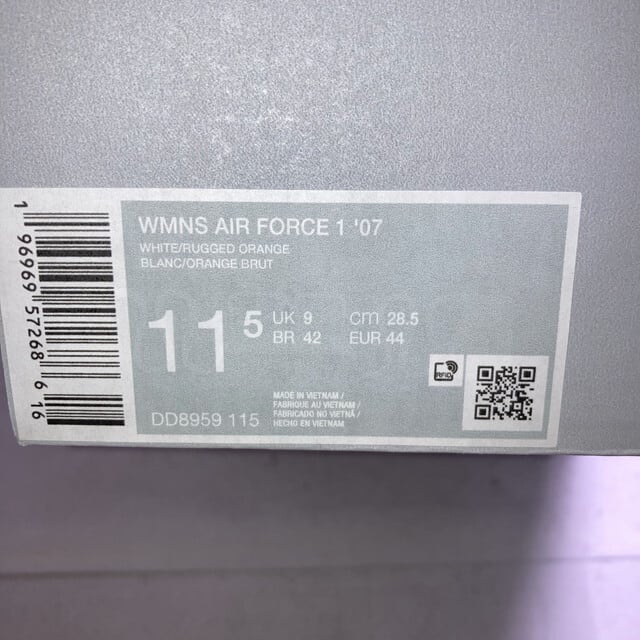 WMNS AIR FORCE 1 '07
WHITE/RUGGED ORANGE
BLANC/ORANGE BRUT
11 5
UK 9
BR 42
cm 28.5
EUR 44
RFID
MADE IN VIETNAM /
FABRIQUE AU VIETNAM /
FABRICADO NO VIETNÃ /
HECHO EN VIETNAM
DD8959 115
1 96969 57268 6 16